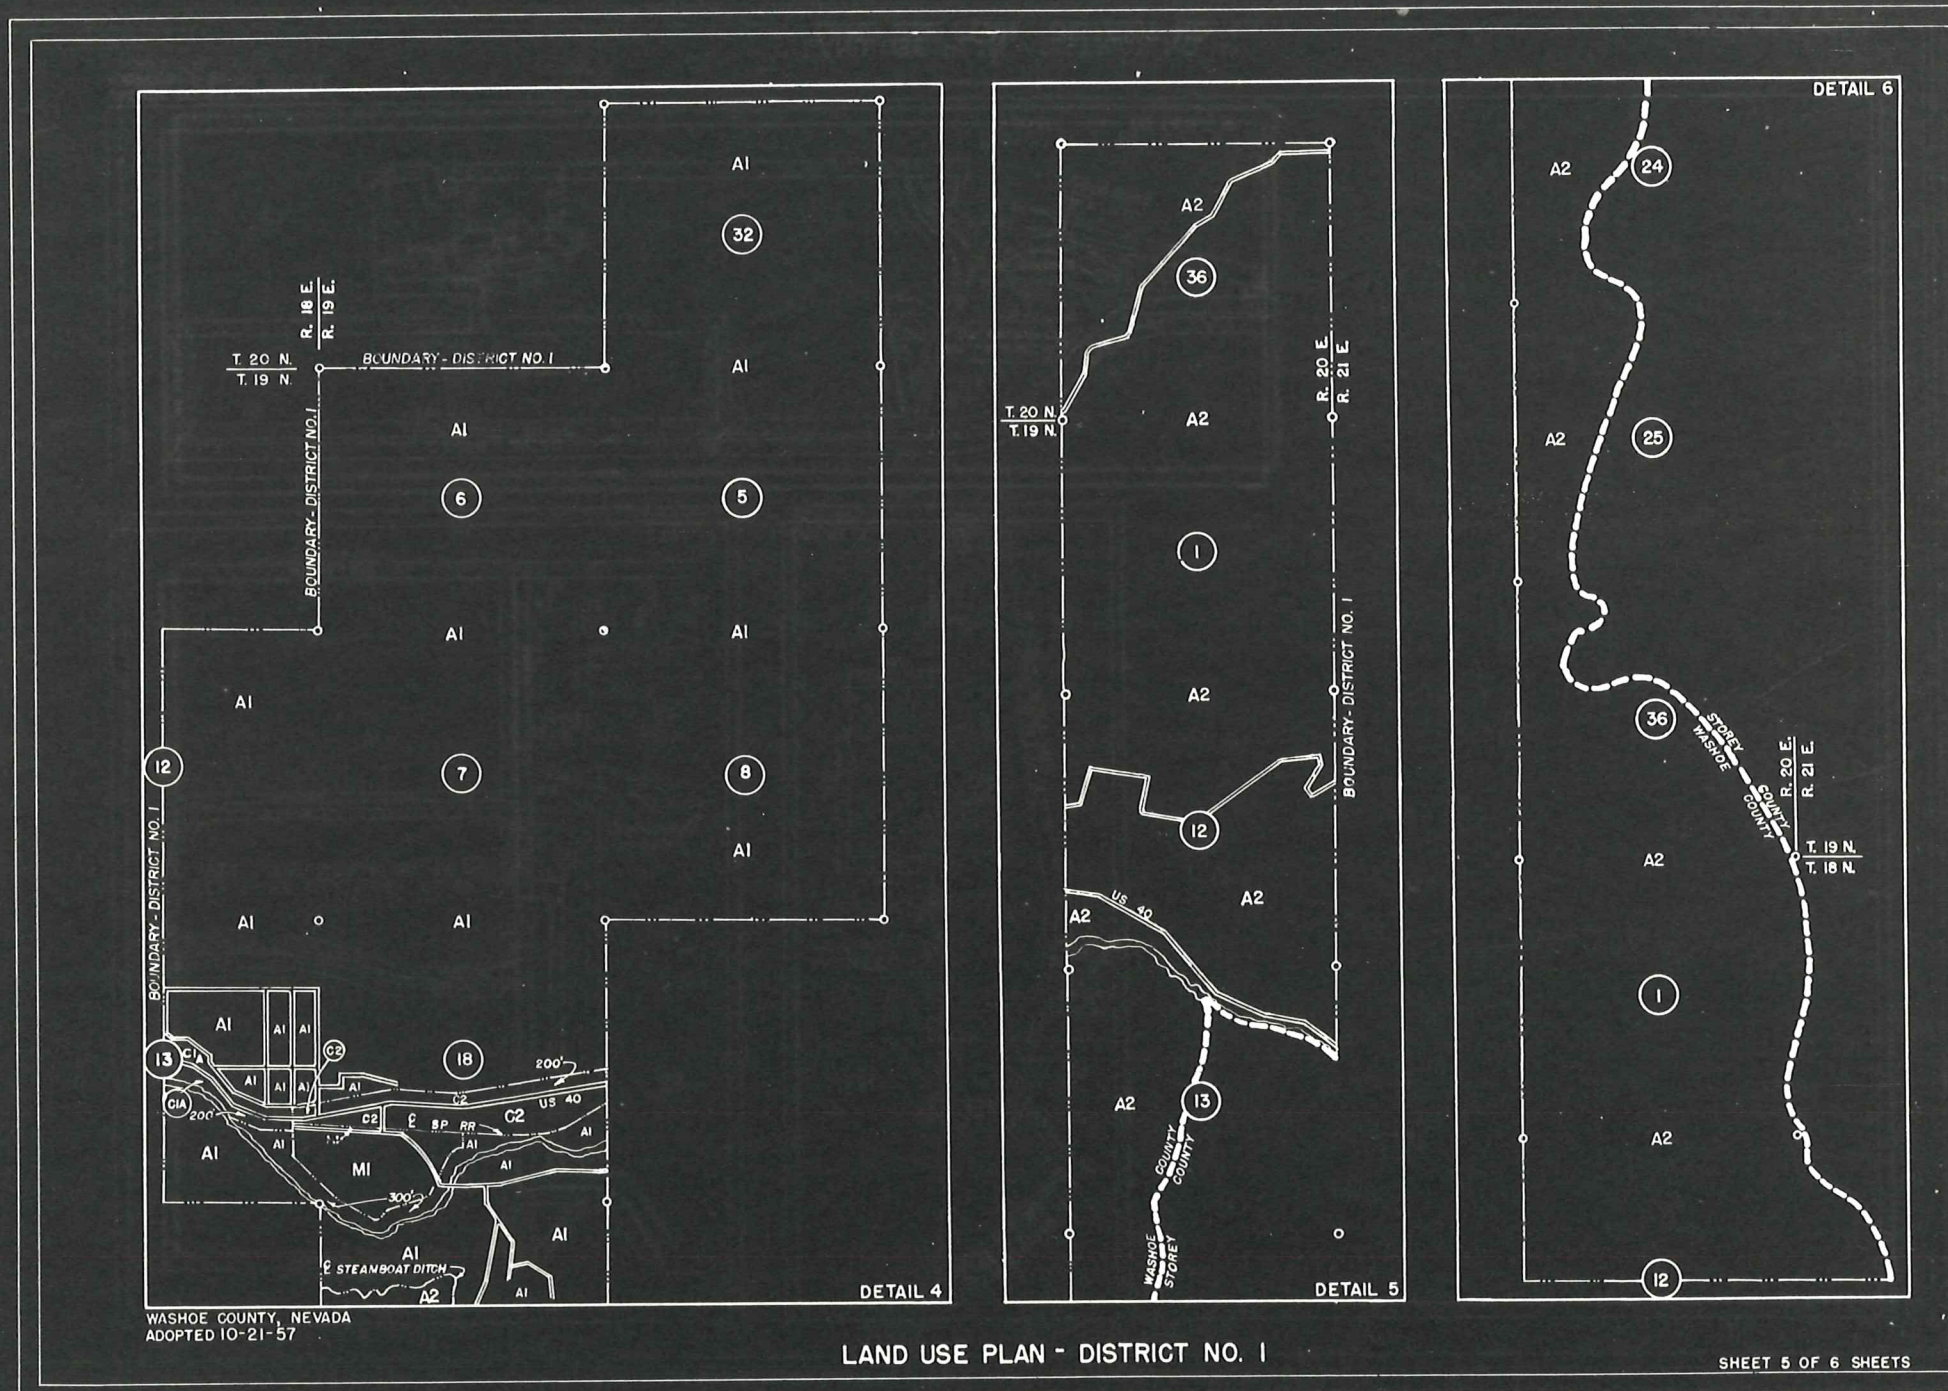 A1
32
R. 18 E.
R. 19 E.
T. 20 N.
T. 19 N.
BOUNDARY - DISTRICT NO. 1
A1
BOUNDARY - DISTRICT NO. 1
A1
6
5
A1
A1
A1
12
7
8
BOUNDARY - DISTRICT NO. 1
A1
A1
A1
A1
A1
A1
13
C1A
C2
18
200'
A1
A1
A1
A1
C1A
200'
C2
US 40
C2
C2
℄ SP RR
A1
A1
A1
A1
A1
M1
300'
A1
A1
℄ STEAMBOAT DITCH
A2
A1
DETAIL 4
A2
36
R. 20 E.
R. 21 E.
T. 20 N.
T. 19 N.
A2
1
BOUNDARY - DISTRICT NO. 1
A2
12
US 40
A2
A2
A2
13
COUNTY
COUNTY
WASHOE
STOREY
DETAIL 5
DETAIL 6
A2
24
A2
25
36
STOREY
WASHOE
COUNTY
COUNTY
R. 20 E.
R. 21 E.
T. 19 N.
T. 18 N.
A2
1
A2
12
WASHOE COUNTY, NEVADA
ADOPTED 10-21-57
LAND USE PLAN - DISTRICT NO. 1
SHEET 5 OF 6 SHEETS